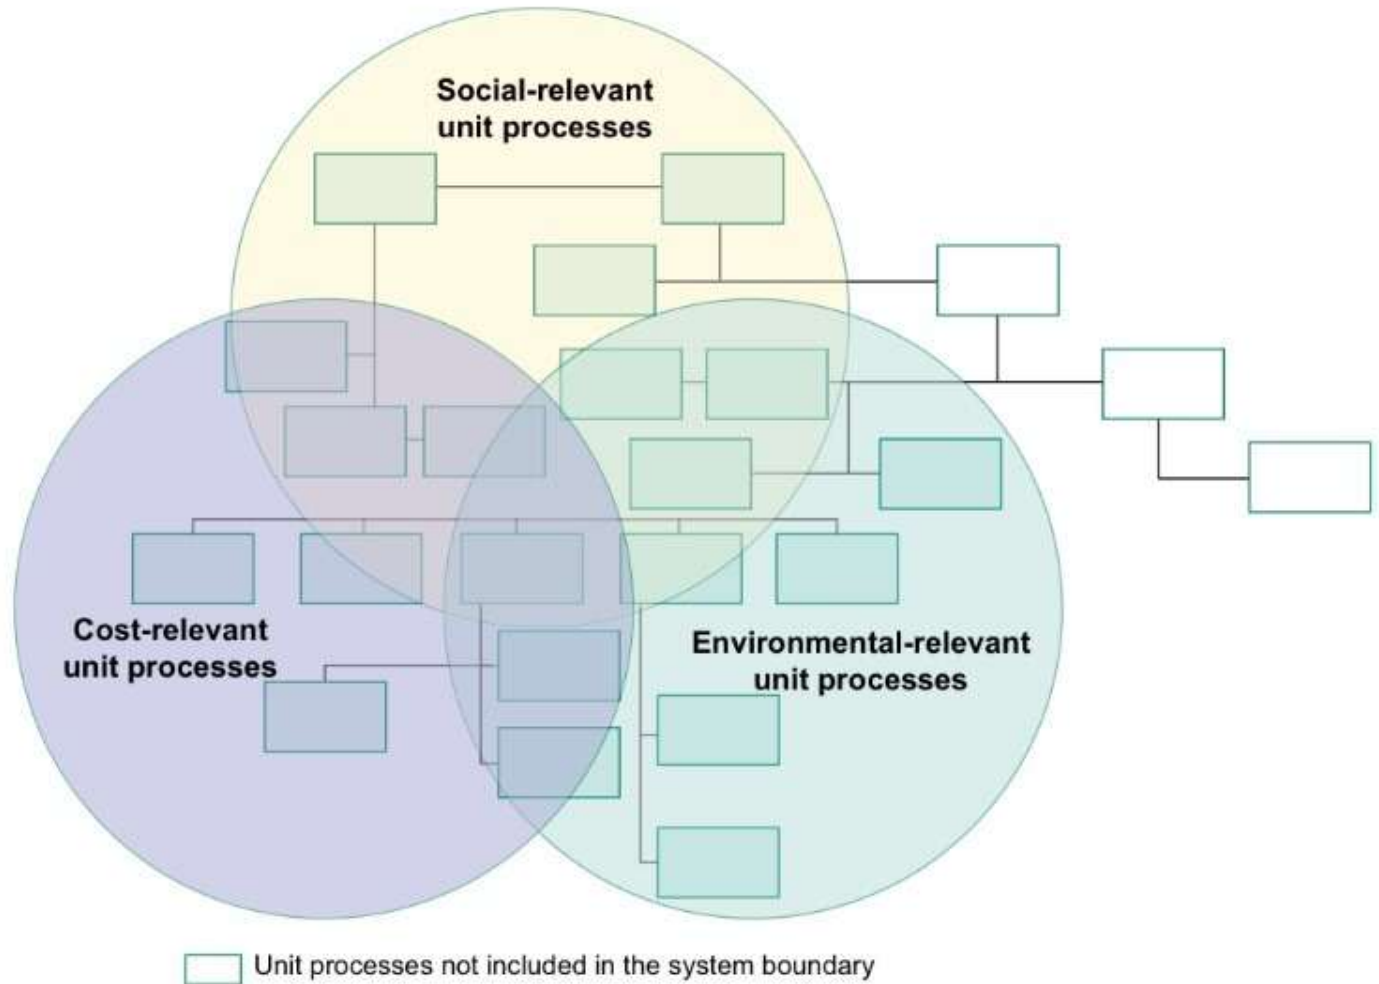 Social-relevant
unit processes
Cost-relevant
unit processes
Environmental-relevant
unit processes
Unit processes not included in the system boundary